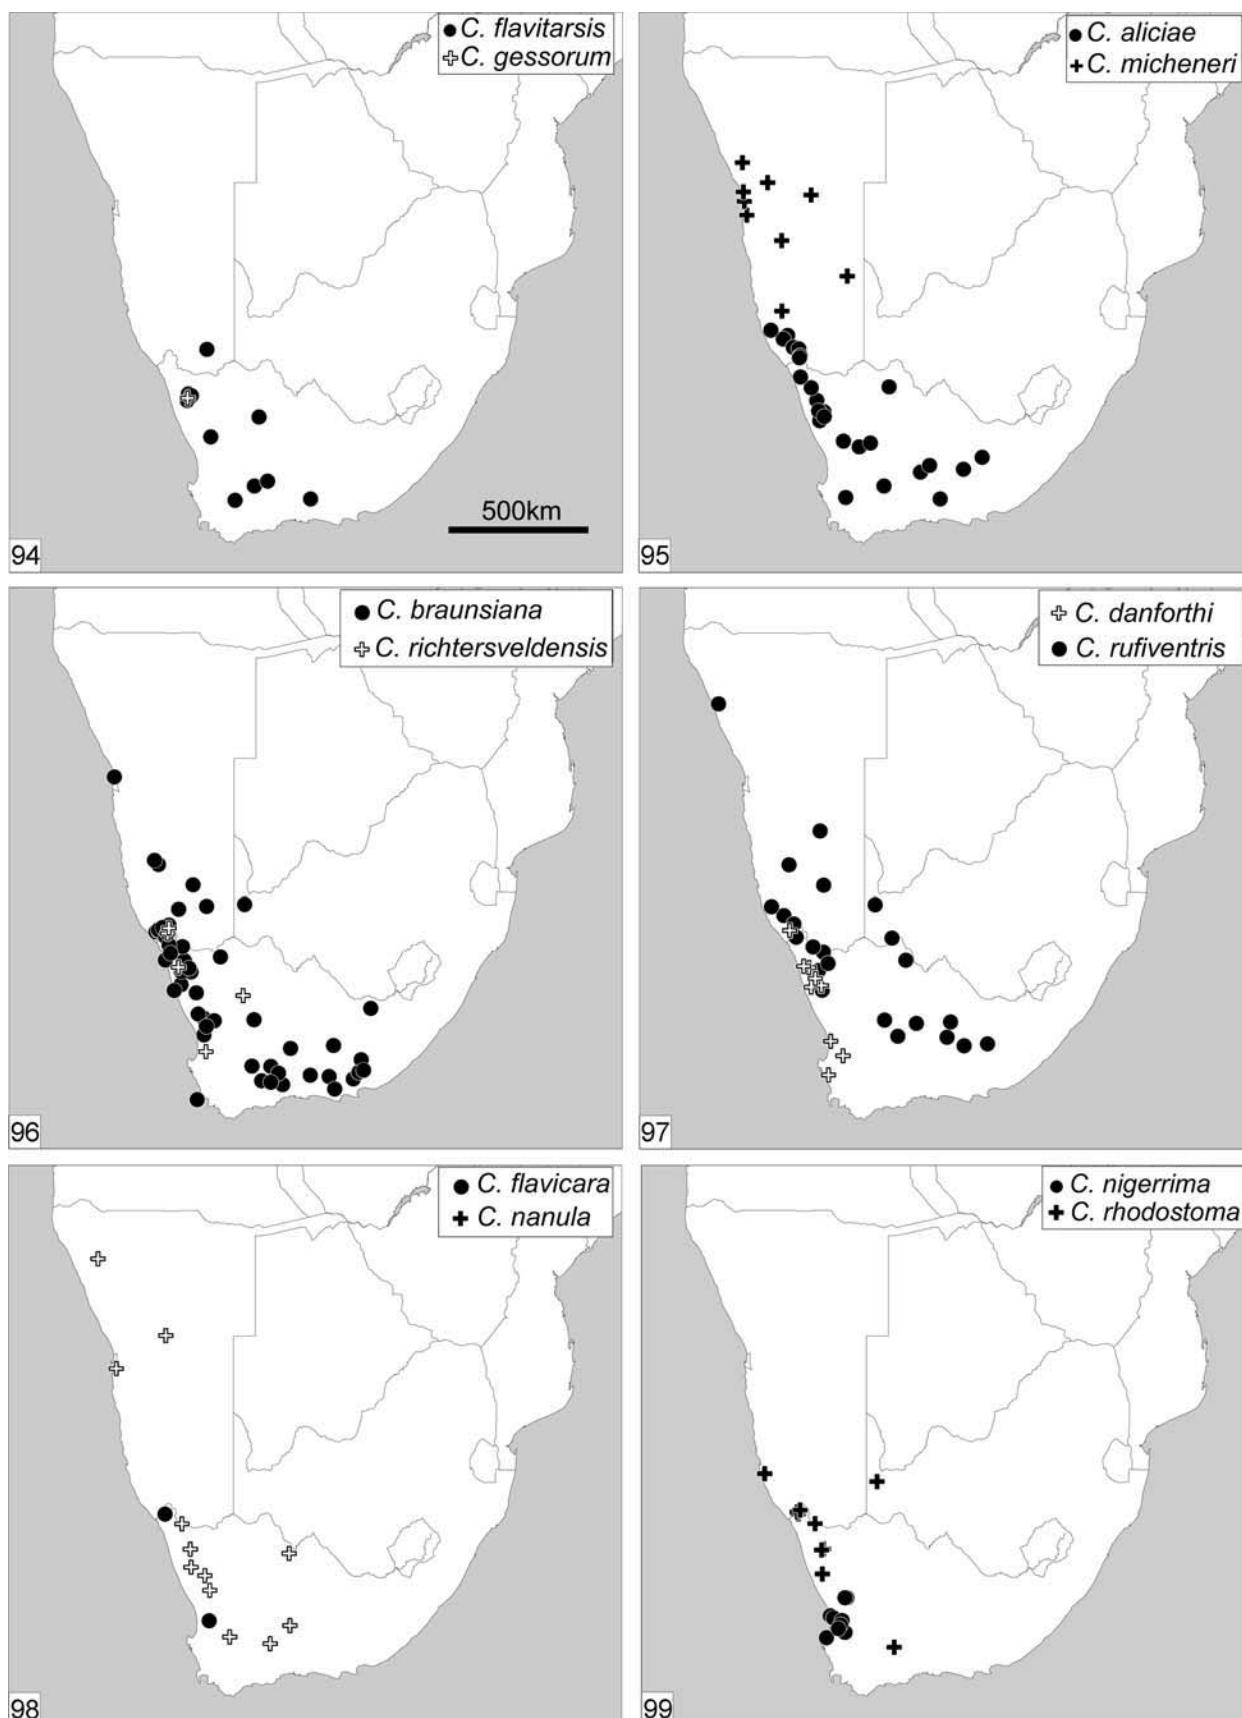 C. flavitarsis
C. gessorum
500km
94
C. aliciae
C. micheneri
95
C. braunsiana
C. richtersveldensis
96
C. danforthi
C. rufiventris
97
C. flavicara
C. nanula
98
C. nigerrima
C. rhodostoma
99